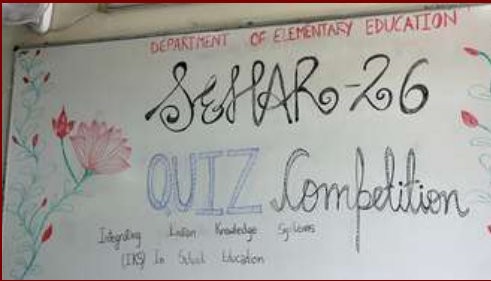 DEPARTMENT OF ELEMENTARY EDUCATION
SEHAR-26
QUIZ Competition
Integrating Indian Knowledge Systems
(IKS) In School Education